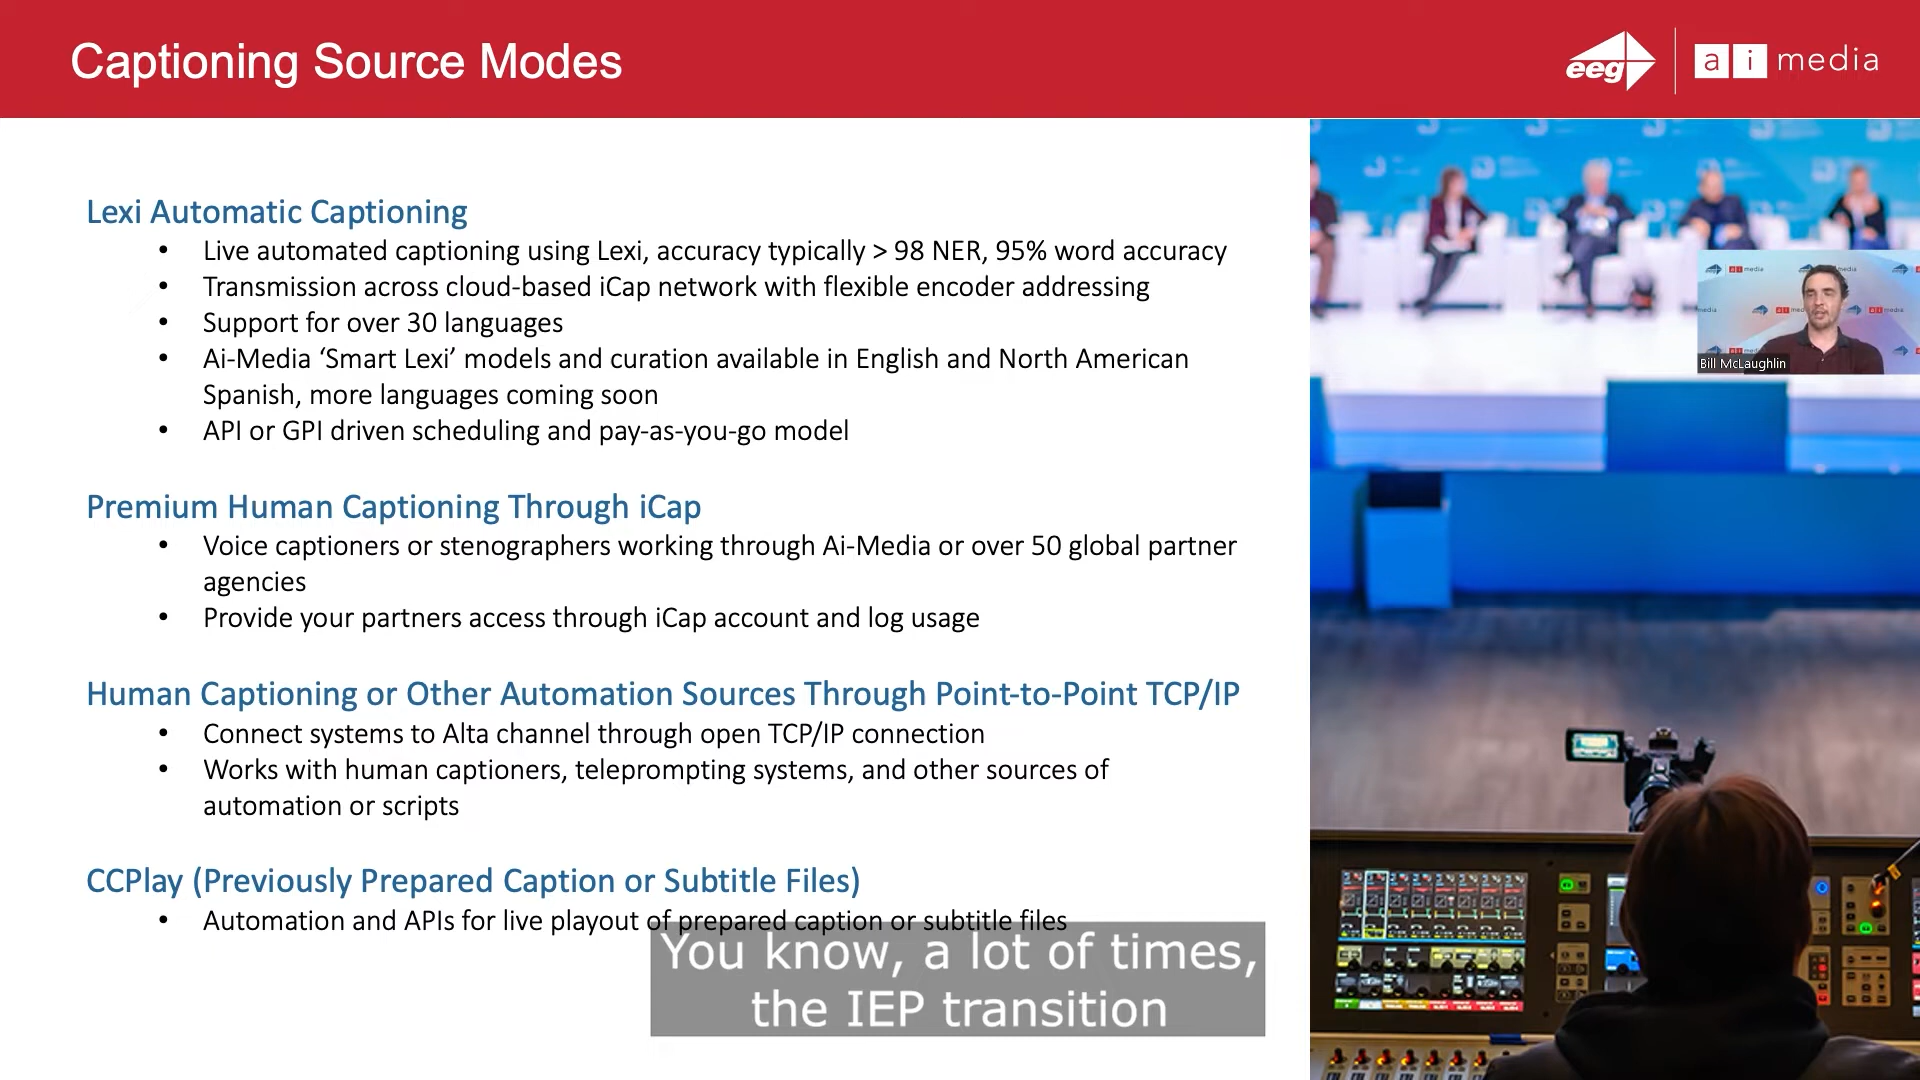 Captioning Source Modes
eeg
ai media
Lexi Automatic Captioning
• Live automated captioning using Lexi, accuracy typically > 98 NER, 95% word accuracy
• Transmission across cloud-based iCap network with flexible encoder addressing
• Support for over 30 languages
• Ai-Media ‘Smart Lexi’ models and curation available in English and North American
Spanish, more languages coming soon
• API or GPI driven scheduling and pay-as-you-go model
Bill McLaughlin
Premium Human Captioning Through iCap
• Voice captioners or stenographers working through Ai-Media or over 50 global partner
agencies
• Provide your partners access through iCap account and log usage
Human Captioning or Other Automation Sources Through Point-to-Point TCP/IP
• Connect systems to Alta channel through open TCP/IP connection
• Works with human captioners, teleprompting systems, and other sources of
automation or scripts
CCPlay (Previously Prepared Caption or Subtitle Files)
• Automation and APIs for live playout of prepared caption or subtitle files
You know, a lot of times,
the IEP transition